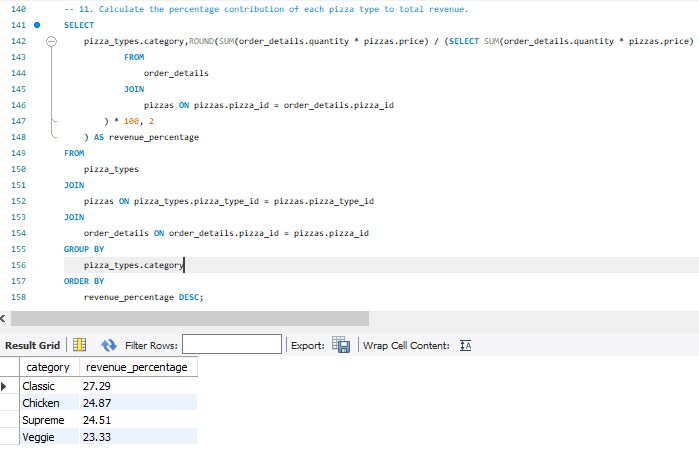 140 -- 11. Calculate the percentage contribution of each pizza type to total revenue.
141 SELECT
142 pizza_types.category,ROUND(SUM(order_details.quantity * pizzas.price) / (SELECT SUM(order_details.quantity * pizzas.price)
143 FROM
144 order_details
145 JOIN
146 pizzas ON pizzas.pizza_id = order_details.pizza_id
147 ) * 100, 2
148 ) AS revenue_percentage
149 FROM
150 pizza_types
151 JOIN
152 pizzas ON pizza_types.pizza_type_id = pizzas.pizza_type_id
153 JOIN
154 order_details ON order_details.pizza_id = pizzas.pizza_id
155 GROUP BY
156 pizza_types.category
157 ORDER BY
158 revenue_percentage DESC;
Result Grid Filter Rows: Export: Wrap Cell Content:
category revenue_percentage
Classic 27.29
Chicken 24.87
Supreme 24.51
Veggie 23.33